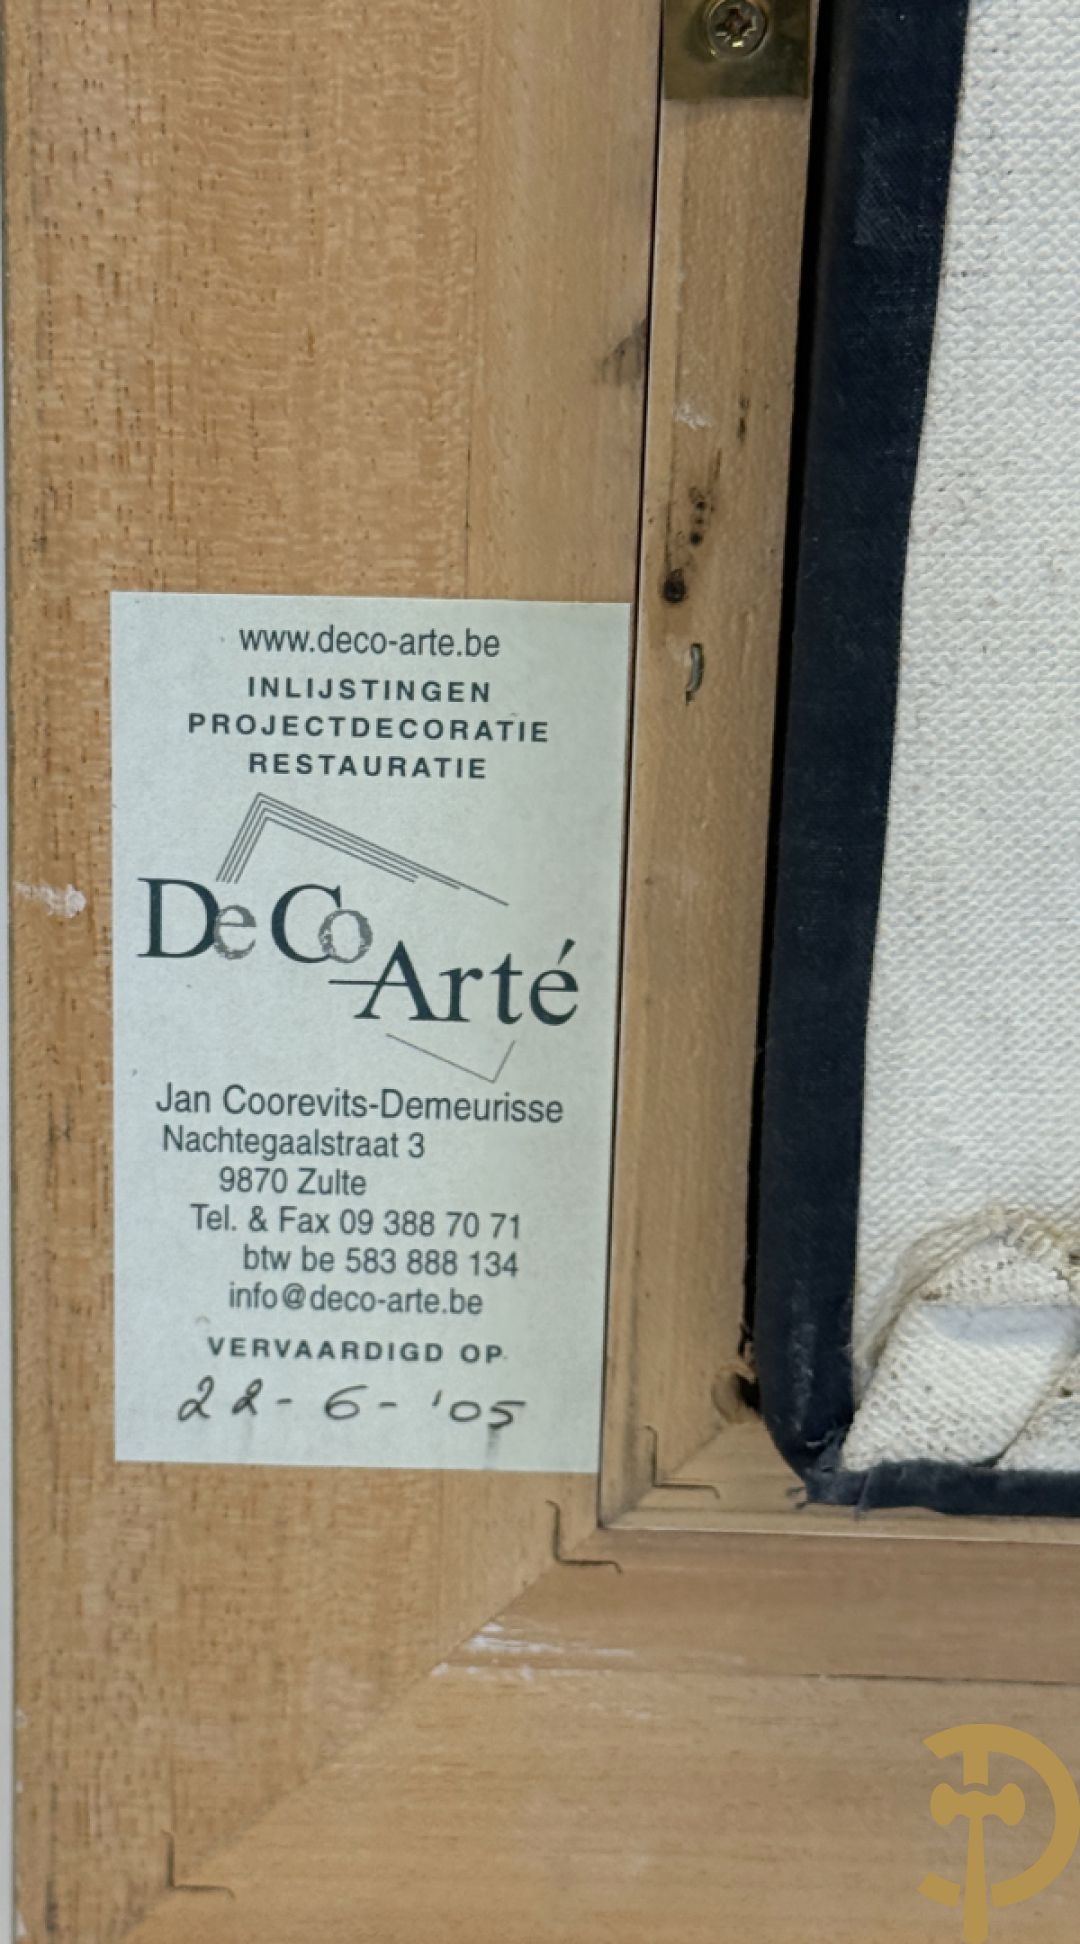 www.deco-arte.be
INLIJSTINGEN
PROJECTDECORATIE
RESTAURATIE
DeCo
Arté
Jan Coorevits-Demeurisse
Nachtegaalstraat 3
9870 Zulte
Tel. & Fax 09 388 70 71
btw be 583 888 134
info@deco-arte.be
VERVAARDIGD OP
22-6-'05